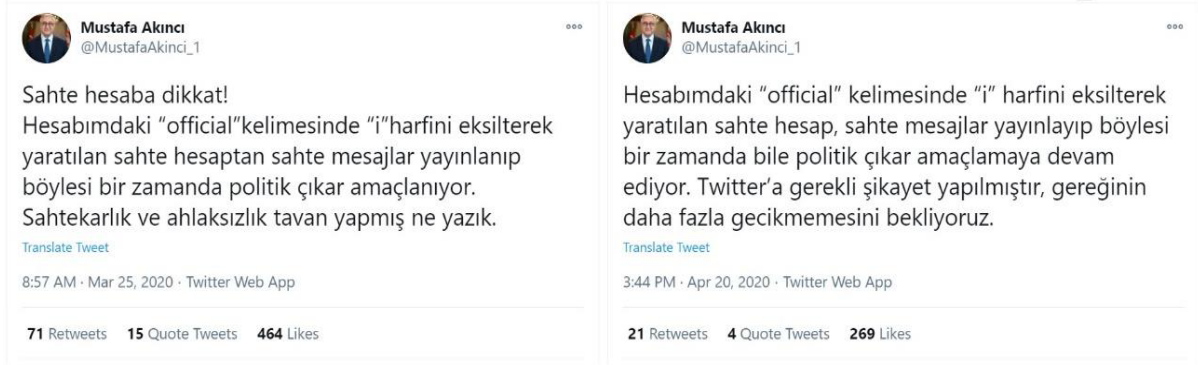 Mustafa Akıncı
@MustafaAkinci_1
Sahte hesaba dikkat!
Hesabımdaki “official”kelimesinde “i”harfini eksilterek
yaratılan sahte hesaptan sahte mesajlar yayınlanıp
böylesi bir zamanda politik çıkar amaçlanıyor.
Sahtekarlık ve ahlaksızlık tavan yapmış ne yazık.
Translate Tweet
8:57 AM · Mar 25, 2020 · Twitter Web App
71 Retweets 15 Quote Tweets 464 Likes
Mustafa Akıncı
@MustafaAkinci_1
Hesabımdaki “official” kelimesinde “i” harfini eksilterek
yaratılan sahte hesap, sahte mesajlar yayınlayıp böylesi
bir zamanda bile politik çıkar amaçlamaya devam
ediyor. Twitter’a gerekli şikayet yapılmıştır, gereğinin
daha fazla gecikmemesini bekliyoruz.
Translate Tweet
3:44 PM · Apr 20, 2020 · Twitter Web App
21 Retweets 4 Quote Tweets 269 Likes